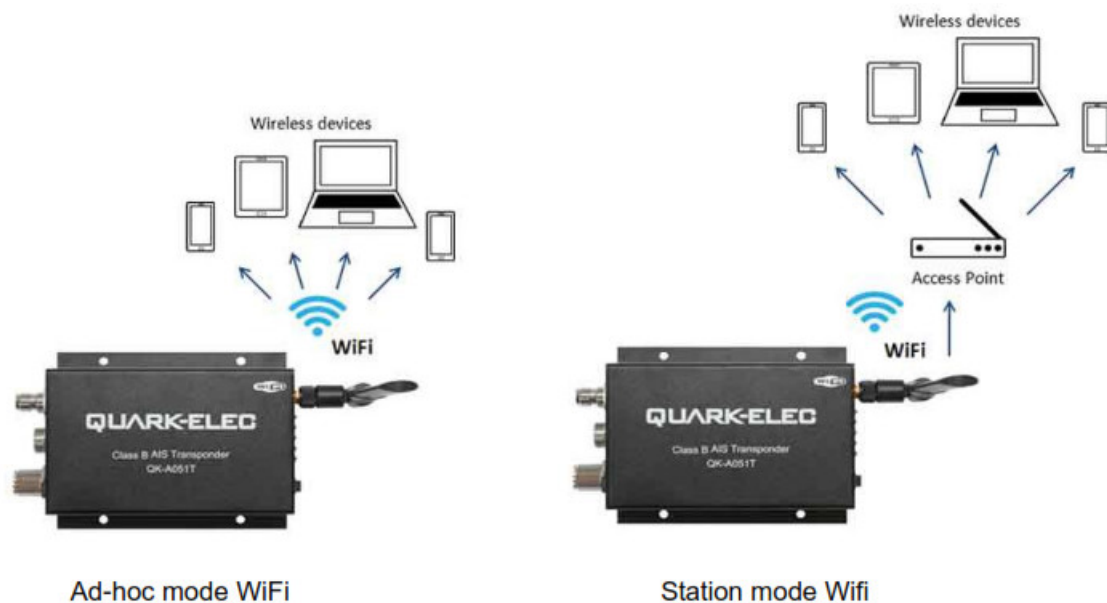 Wireless devices
WiFi
QUARK-ELEC
Class B AIS Transponder
QK-A051T
Ad-hoc mode WiFi
Wireless devices
Access Point
WiFi
QUARK-ELEC
Class B AIS Transponder
QK-A051T
Station mode Wifi